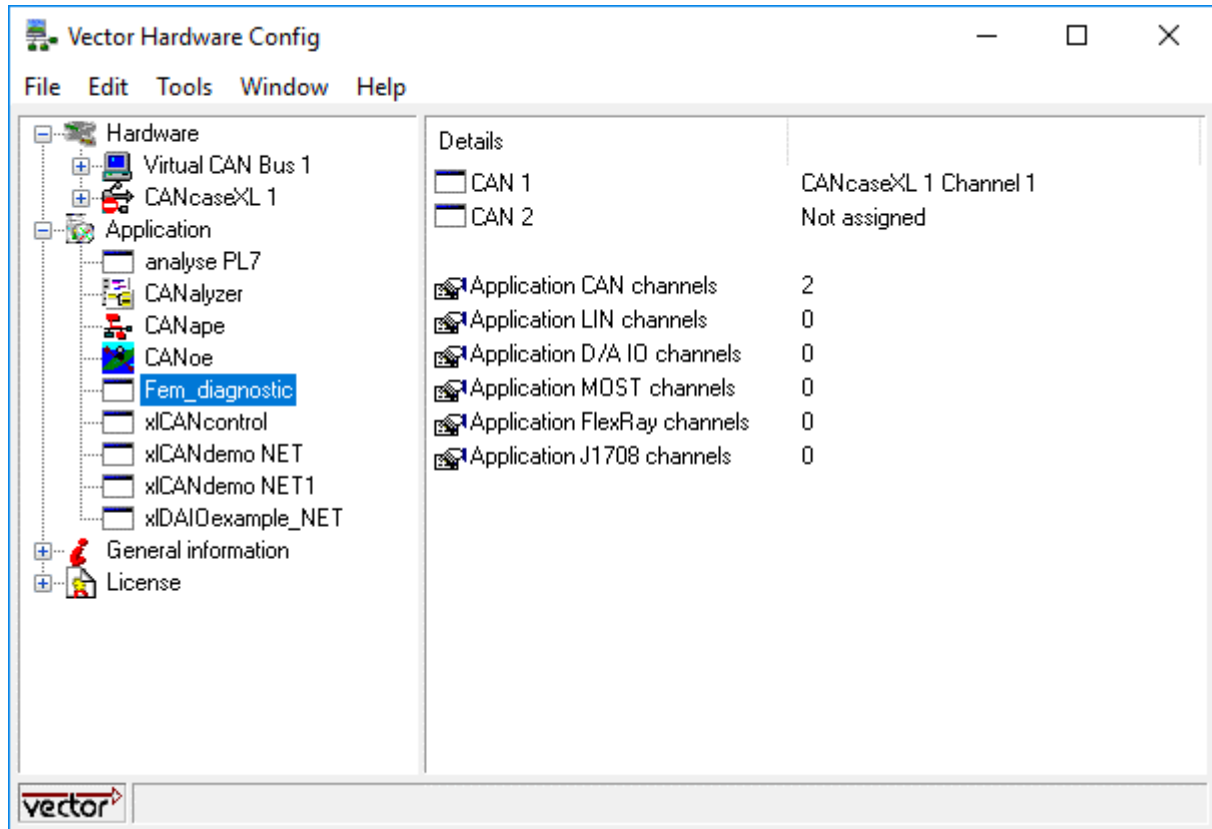 Vector Hardware Config
File Edit Tools Window Help
Hardware
Virtual CAN Bus 1
CANcaseXL 1
Application
analyse PL7
CANalyzer
CANape
CANoe
Fem_diagnostic
xlCANcontrol
xlCANdemo NET
xlCANdemo NET1
xlDAIOexample_NET
General information
License
Details
CAN 1 CANcaseXL 1 Channel 1
CAN 2 Not assigned
Application CAN channels 2
Application LIN channels 0
Application D/A IO channels 0
Application MOST channels 0
Application FlexRay channels 0
Application J1708 channels 0
vector